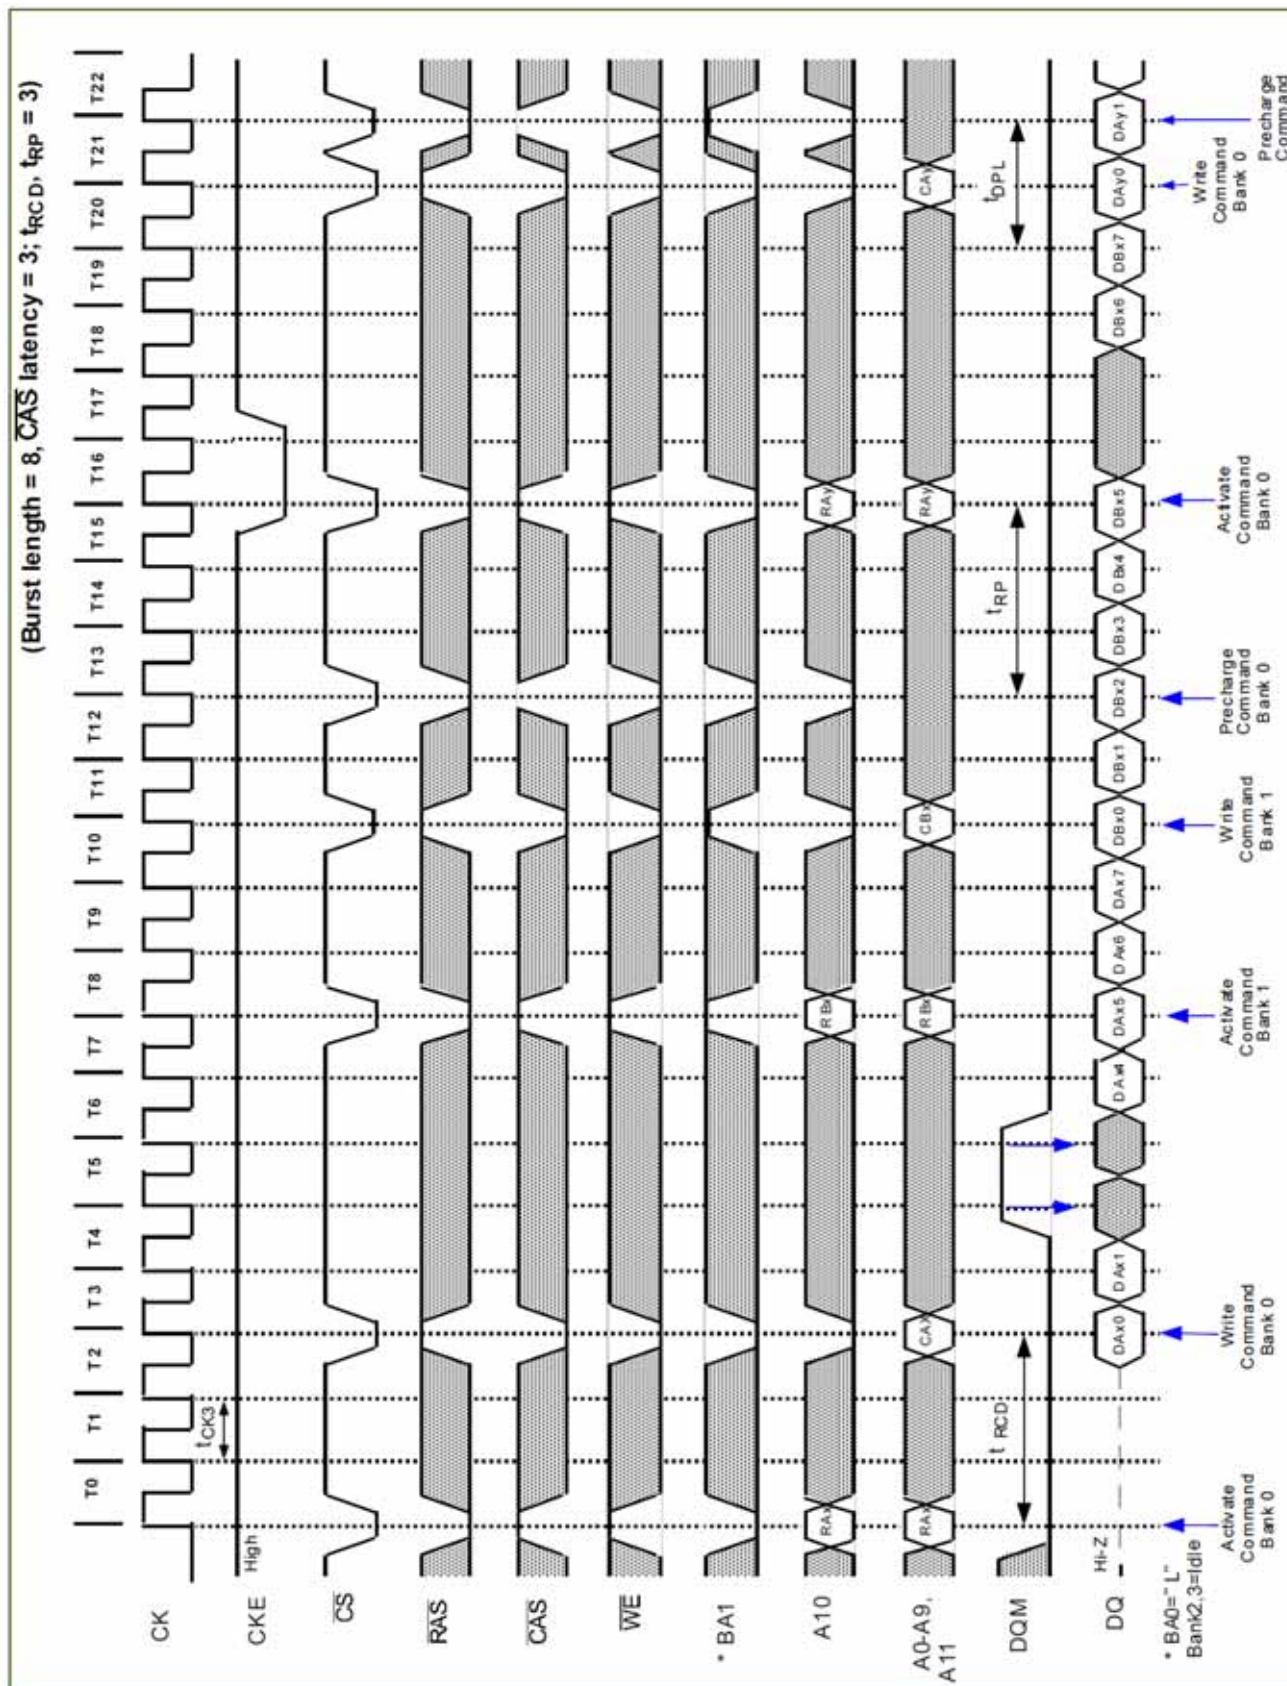 (Burst length = 8, CAS latency = 3; tRCD, tRP = 3)
T0 T1 T2 T3 T4 T5 T6 T7 T8 T9 T10 T11 T12 T13 T14 T15 T16 T17 T18 T19 T20 T21 T22
CK
tCK3
CKE
High
CS
RAS
CAS
WE
* BA1
A10
RAx RBx RAy
A0-A9,
A11
RAx CAx RBx CBx RAy CAy
DQM
tRCD tRP tDPL
DQ
Hi-Z
DAx0 DAx1 DAx4 DAx5 DAx6 DAx7 DBx0 DBx1 DBx2 DBx3 DBx4 DBx5 DBx6 DBx7 DAy0 DAy1
* BA0="L"
Bank2,3=Idle
Activate
Command
Bank 0
Write
Command
Bank 0
Activate
Command
Bank 1
Write
Command
Bank 1
Precharge
Command
Bank 0
Activate
Command
Bank 0
Write
Command
Bank 0
Precharge
Command